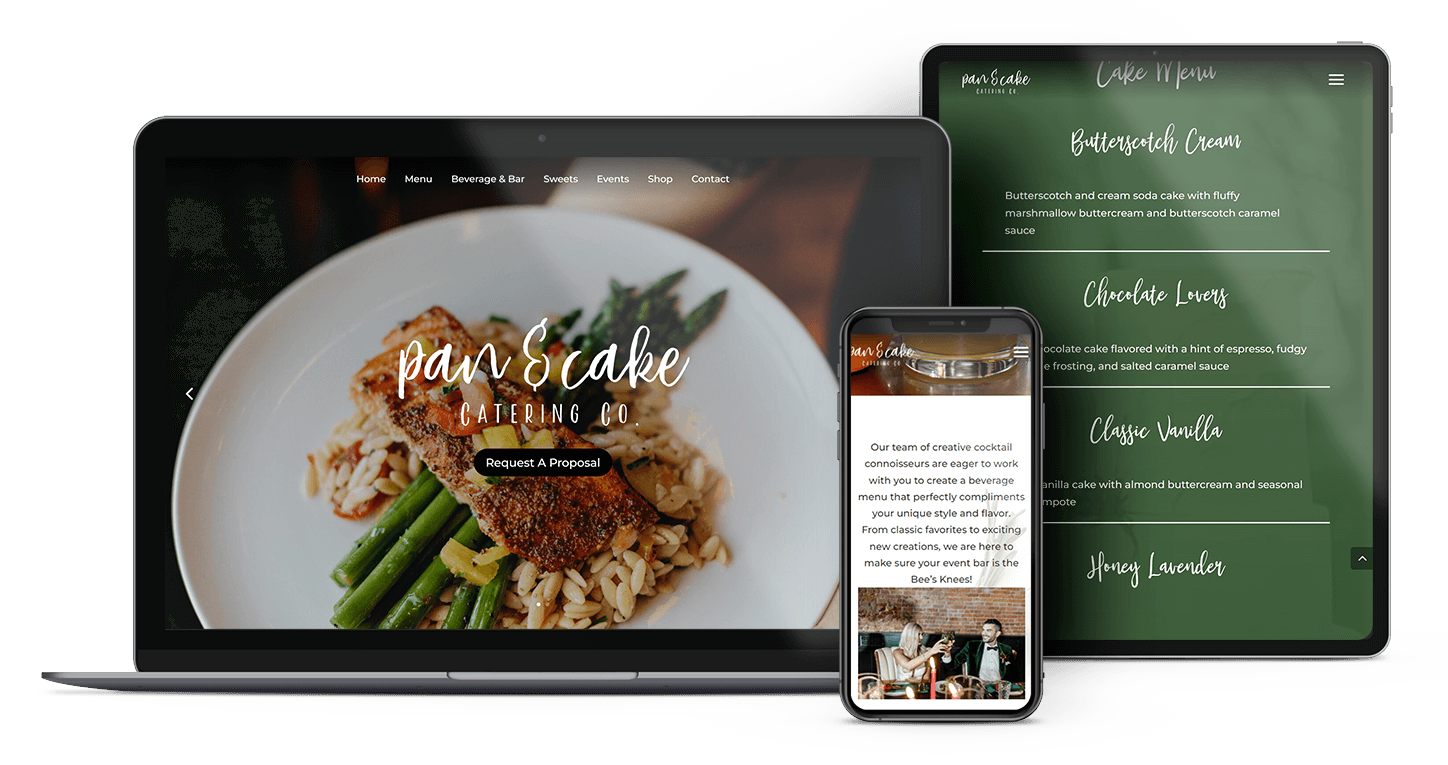 Home Menu Beverage & Bar Sweets Events Shop Contact
pan & cake
CATERING CO.
Request A Proposal
pan & cake
CATERING CO.
Cake Menu
Butterscotch Cream
Butterscotch and cream soda cake with fluffy
marshmallow buttercream and butterscotch caramel
sauce
Chocolate Lovers
ocolate cake flavored with a hint of espresso, fudgy
e frosting, and salted caramel sauce
Classic Vanilla
anilla cake with almond buttercream and seasonal
mpote
Honey Lavender
pan & cake
CATERING CO.
Our team of creative cocktail
connoisseurs are eager to work
with you to create a beverage
menu that perfectly compliments
your unique style and flavor.
From classic favorites to exciting
new creations, we are here to
make sure your event bar is the
Bee's Knees!